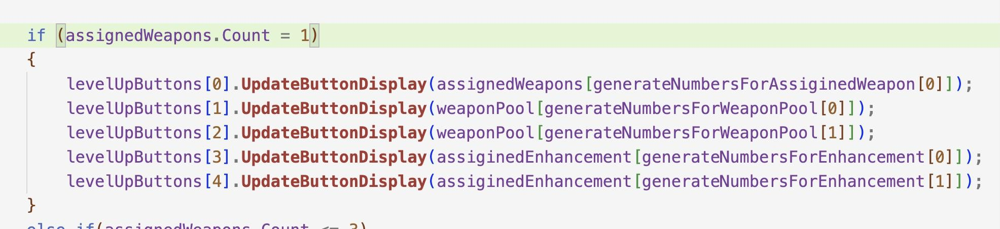 if (assignedWeapons.Count = 1)
{
levelUpButtons[0].UpdateButtonDisplay(assignedWeapons[generateNumbersForAssiginedWeapon[0]]);
levelUpButtons[1].UpdateButtonDisplay(weaponPool[generateNumbersForWeaponPool[0]]);
levelUpButtons[2].UpdateButtonDisplay(weaponPool[generateNumbersForWeaponPool[1]]);
levelUpButtons[3].UpdateButtonDisplay(assiginedEnhancement[generateNumbersForEnhancement[0]]);
levelUpButtons[4].UpdateButtonDisplay(assiginedEnhancement[generateNumbersForEnhancement[1]]);
}
else if(assignedWeapons.Count <= 3)